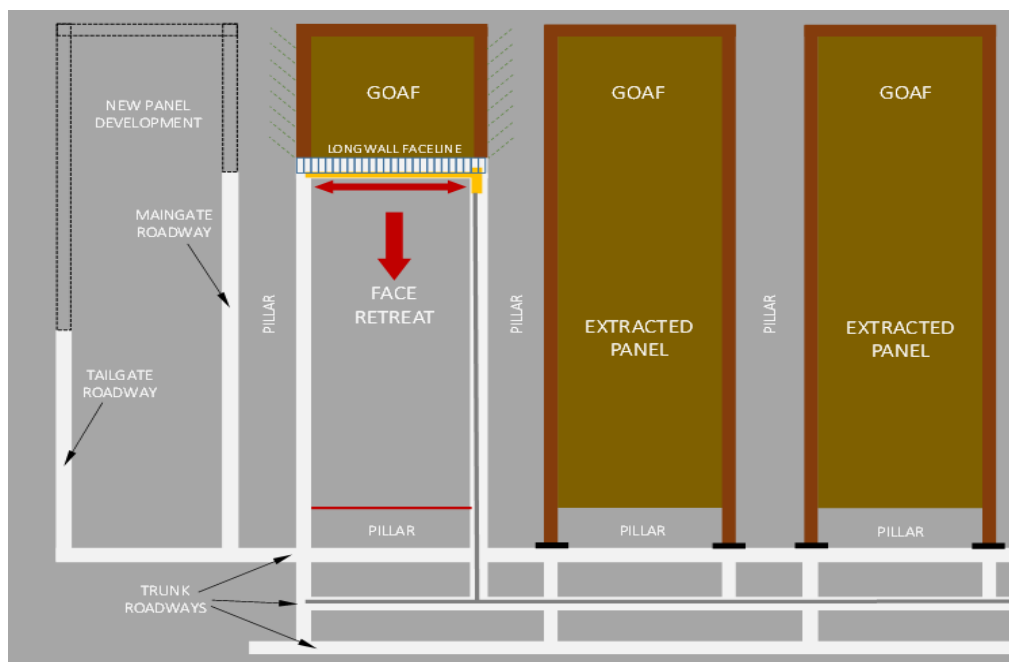 GOAF
GOAF
GOAF
NEW PANEL
DEVELOPMENT
LONGWALL FACELINE
MAINGATE
ROADWAY
PILLAR
FACE
RETREAT
PILLAR
EXTRACTED
PANEL
PILLAR
EXTRACTED
PANEL
TAILGATE
ROADWAY
PILLAR
PILLAR
PILLAR
TRUNK
ROADWAYS